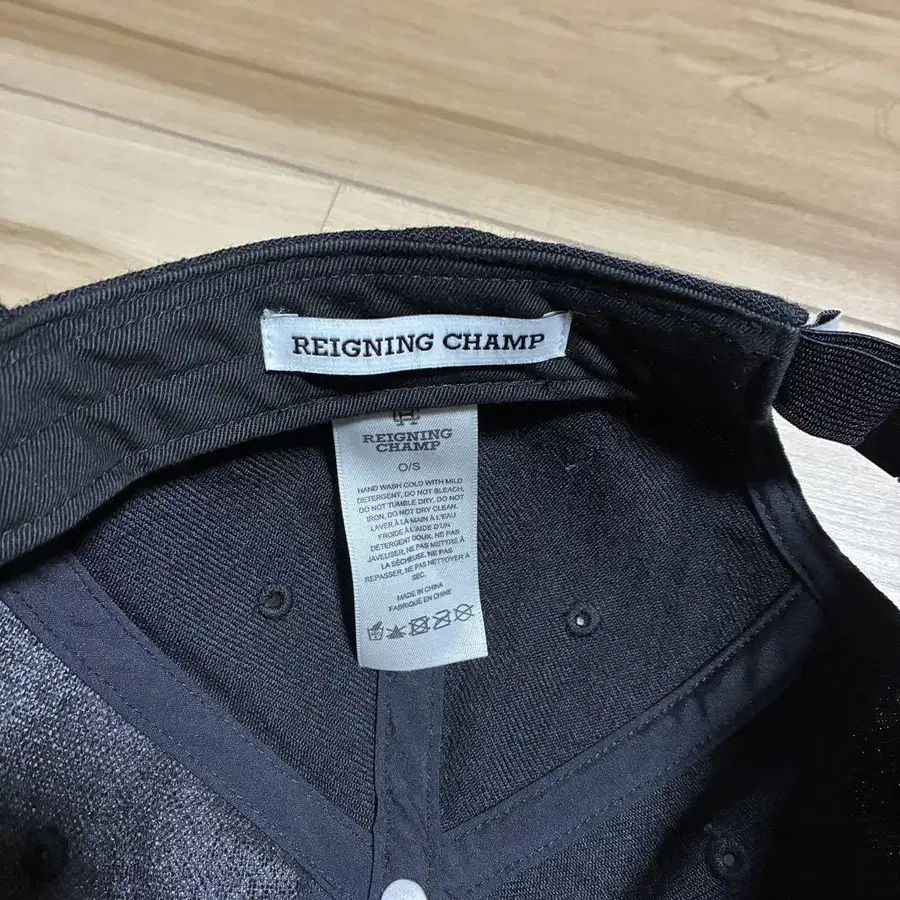 REIGNING CHAMP
REIGNING
CHAMP
O/S
HAND WASH COLD WITH MILD
DETERGENT, DO NOT BLEACH,
DO NOT TUMBLE DRY, DO NOT
IRON, DO NOT DRY CLEAN.
LAVER À LA MAIN À L'EAU
FROIDE À L'AIDE D'UN
DÉTERGENT DOUX, NE PAS
JAVELISER, NE PAS METTRE À
LA SÉCHEUSE, NE PAS
REPASSER, NE PAS NETTOYER À
SEC.
MADE IN CHINA
FABRIQUÉ EN CHINE